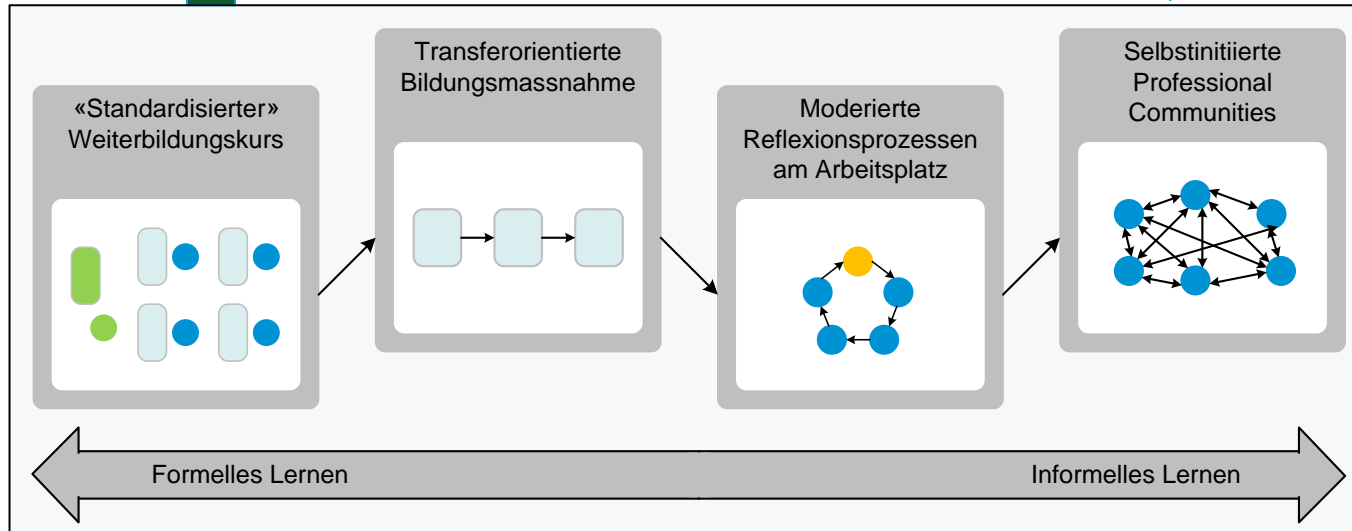 «Standardisierter»
Weiterbildungskurs
Transferorientierte
Bildungsmassnahme
Moderierte
Reflexionsprozessen
am Arbeitsplatz
Selbstinitiierte
Professional
Communities
Formelles Lernen
Informelles Lernen